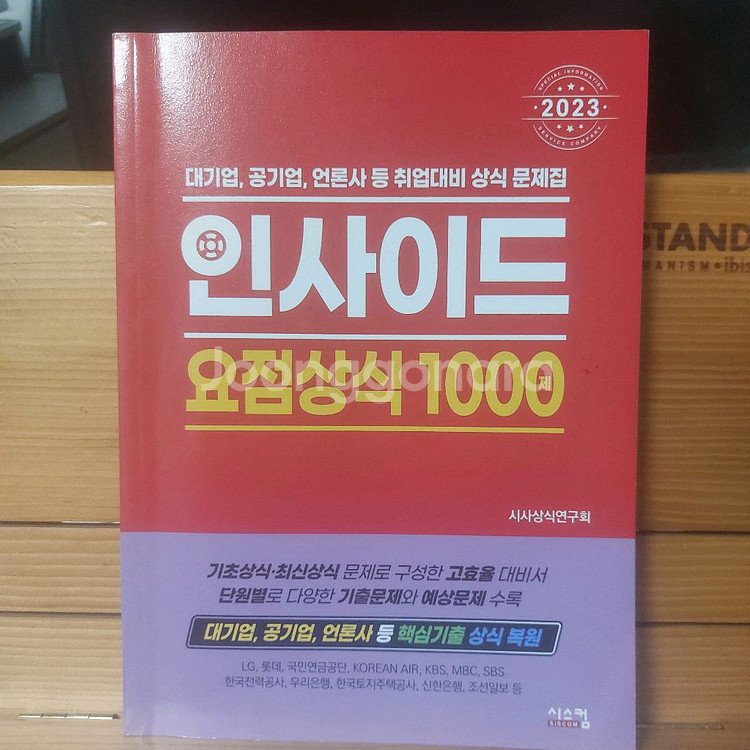 SPECIAL INFORMATION
2023
SERVICE COMPANY
대기업, 공기업, 언론사 등 취업대비 상식 문제집
인사이드
STAND
MANISM ibis
요점상식 1000제
Joonggonara
시사상식연구회
기초상식·최신상식 문제로 구성한 고효율 대비서
단원별로 다양한 기출문제와 예상문제 수록
대기업, 공기업, 언론사 등 핵심기출 상식 복원
LG, 롯데, 국민연금공단, KOREAN AIR, KBS, MBC, SBS
한국전력공사, 우리은행, 한국토지주택공사, 신한은행, 조선일보 등
시스컴
SISCOM